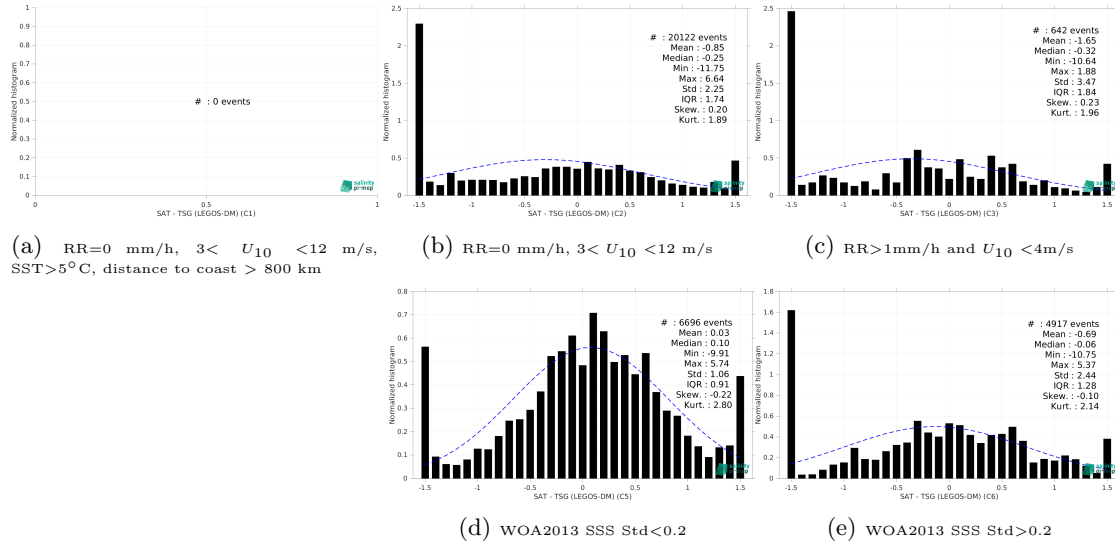 1
0.9
0.8
0.7
0.6
0.5
0.4
0.3
0.2
0.1
0
Normalized histogram
# : 0 events
0 0.5 1
SAT - TSG (LEGOS-DM) (C1)
salinity
pi-mep
(a) RR=0 mm/h, 3< U10 <12 m/s,
SST>5°C, distance to coast > 800 km
2.5
2
1.5
1
0.5
0
Normalized histogram
# : 20122 events
Mean : -0.85
Median : -0.25
Min : -11.75
Max : 6.64
Std : 2.25
IQR : 1.74
Skew. : 0.20
Kurt. : 1.89
-1.5 -1 -0.5 0 0.5 1 1.5
SAT - TSG (LEGOS-DM) (C2)
(b) RR=0 mm/h, 3< U10 <12 m/s
2.5
2
1.5
1
0.5
0
Normalized histogram
# : 642 events
Mean : -1.65
Median : -0.32
Min : -10.64
Max : 1.88
Std : 3.47
IQR : 1.84
Skew. : 0.23
Kurt. : 1.96
-1.5 -1 -0.5 0 0.5 1 1.5
SAT - TSG (LEGOS-DM) (C3)
(c) RR>1mm/h and U10 <4m/s
0.8
0.7
0.6
0.5
0.4
0.3
0.2
0.1
0
Normalized histogram
# : 6696 events
Mean : 0.03
Median : 0.10
Min : -9.91
Max : 5.74
Std : 1.06
IQR : 0.91
Skew. : -0.22
Kurt. : 2.80
-1.5 -1 -0.5 0 0.5 1 1.5
SAT - TSG (LEGOS-DM) (C5)
(d) WOA2013 SSS Std<0.2
1.8
1.6
1.4
1.2
1
0.8
0.6
0.4
0.2
0
Normalized histogram
# : 4917 events
Mean : -0.69
Median : -0.06
Min : -10.75
Max : 5.37
Std : 2.44
IQR : 1.28
Skew. : -0.10
Kurt. : 2.14
-1.5 -1 -0.5 0 0.5 1 1.5
SAT - TSG (LEGOS-DM) (C6)
(e) WOA2013 SSS Std>0.2